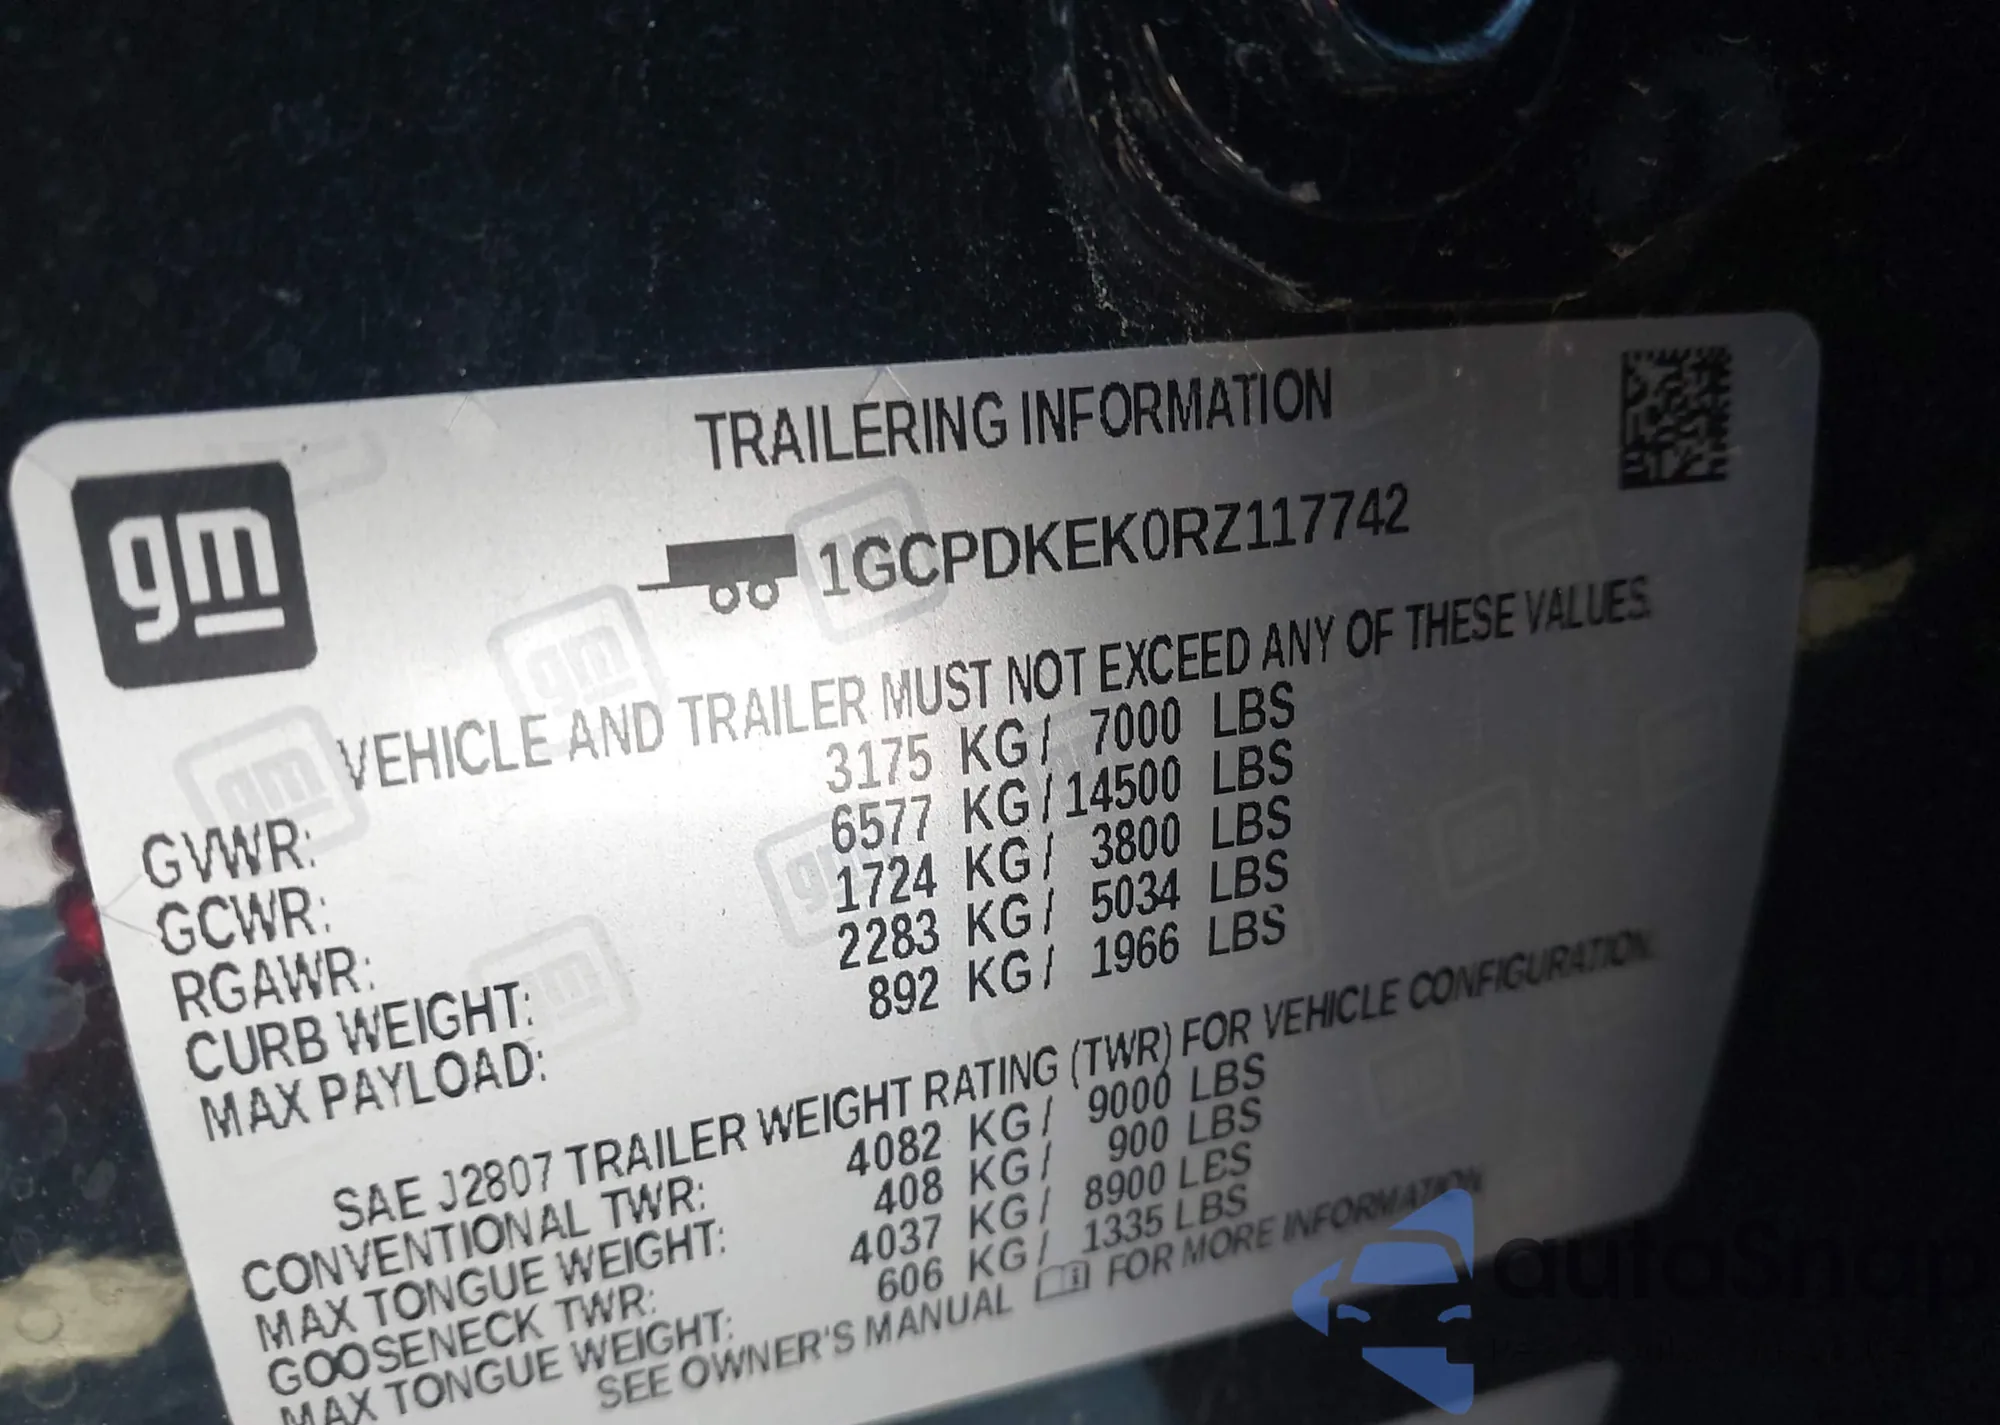 TRAILERING INFORMATION
gm
1GCPDKEK0RZ117742
VEHICLE AND TRAILER MUST NOT EXCEED ANY OF THESE VALUES.
GVWR: 3175 KG / 7000 LBS
GCWR: 6577 KG / 14500 LBS
RGAWR: 1724 KG / 3800 LBS
CURB WEIGHT: 2283 KG / 5034 LBS
MAX PAYLOAD: 892 KG / 1966 LBS
SAE J2807 TRAILER WEIGHT RATING (TWR) FOR VEHICLE CONFIGURATION.
CONVENTIONAL TWR: 4082 KG / 9000 LBS
MAX TONGUE WEIGHT: 408 KG / 900 LBS
GOOSENECK TWR: 4037 KG / 8900 LBS
MAX TONGUE WEIGHT: 606 KG / 1335 LBS
SEE OWNER'S MANUAL FOR MORE INFORMATION
autoShop